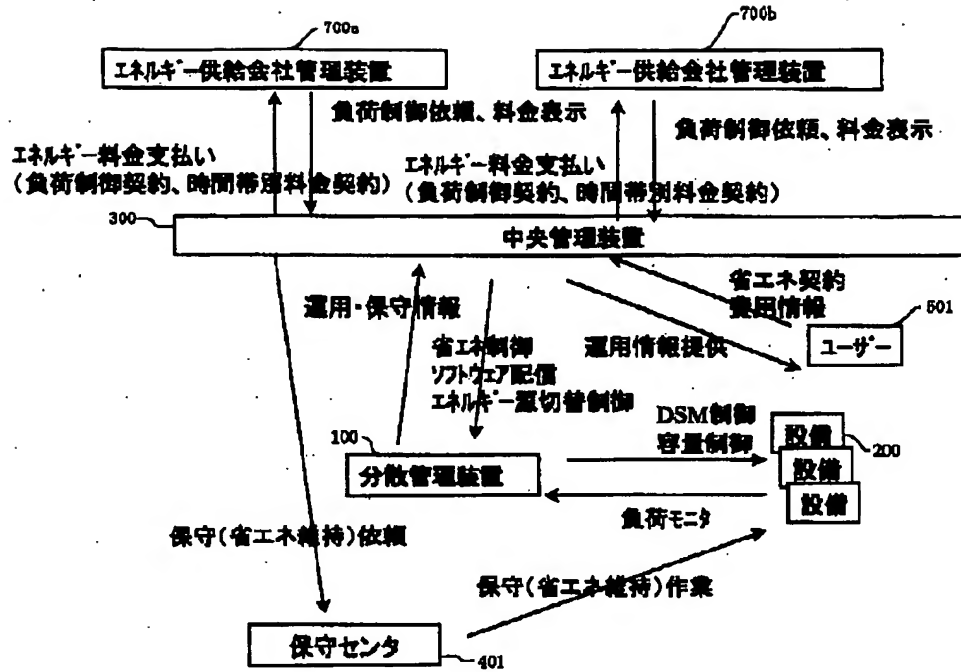 700a
700b
エネルギー供給会社管理装置
エネルギー供給会社管理装置
負荷制御依頼、料金表示
負荷制御依頼、料金表示
エネルギー料金支払い
(負荷制御契約、時間帯別料金契約)
エネルギー料金支払い
(負荷制御契約、時間帯別料金契約)
300
中央管理装置
省エネ契約
費用情報
501
ユーザー
運用・保守情報
省エネ制御
ソフトウェア配信
エネルギー源切替制御
運用情報提供
DSM制御
容量制御
100
分散管理装置
設備
200
設備
設備
負荷モニタ
保守(省エネ維持)依頼
保守(省エネ維持)作業
保守センタ
401